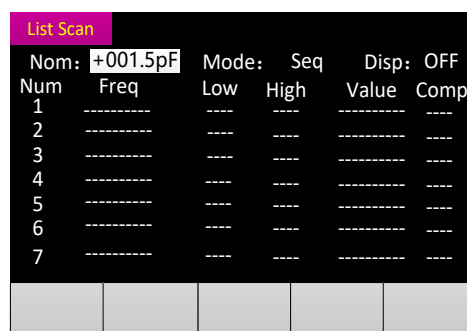 List Scan
Nom: +001.5pF Mode: Seq Disp: OFF
Num Freq Low High Value Comp
1 ---------- ---- ---- ---------- ----
2 ---------- ---- ---- ---------- ----
3 ---------- ---- ---- ---------- ----
4 ---------- ---- ---- ---------- ----
5 ---------- ---- ---- ---------- ----
6 ---------- ---- ---- ---------- ----
7 ---------- ---- ---- ---------- ----